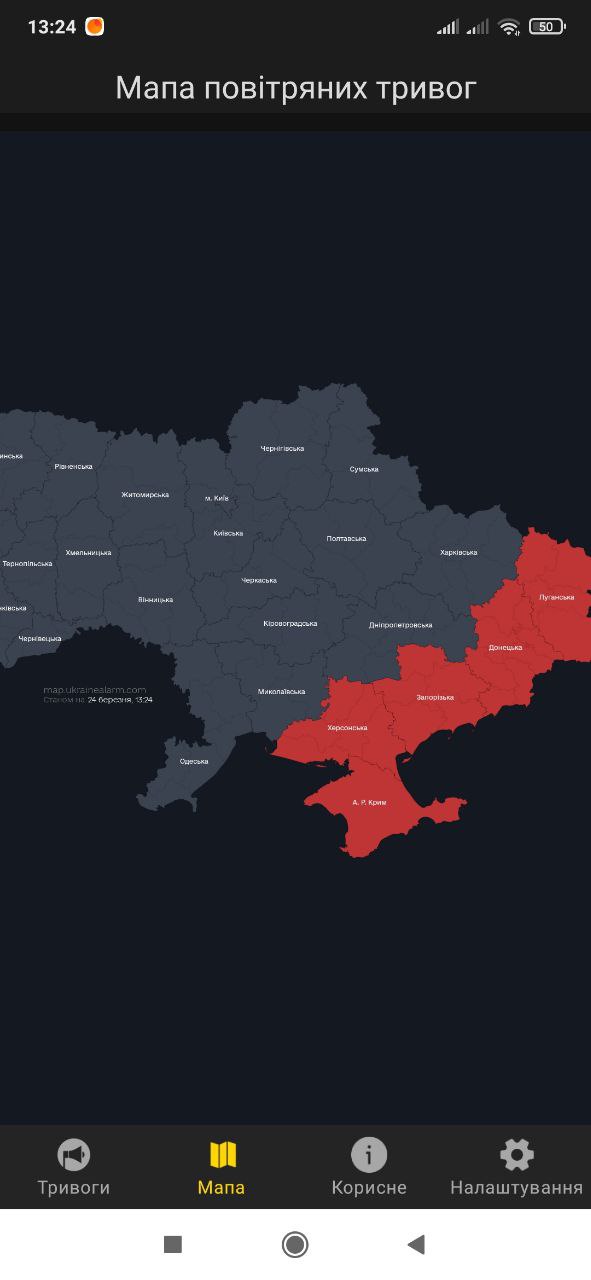 13:24
50
Мапа повітряних тривог
Чернігівська
инська
Рівненська
Сумська
Житомирська
м. Київ
Київська
Полтавська
Хмельницька
Харківська
Тернопільська
Черкаська
Вінницька
Луганська
нківська
Кіровоградська
Дніпропетровська
Чернівецька
Донецька
map.ukrainealarm.com
Станом на 24 березня, 13:24
Миколаївська
Запорізька
Херсонська
Одеська
А. Р. Крим
Тривоги
Мапа
Корисне
Налаштування